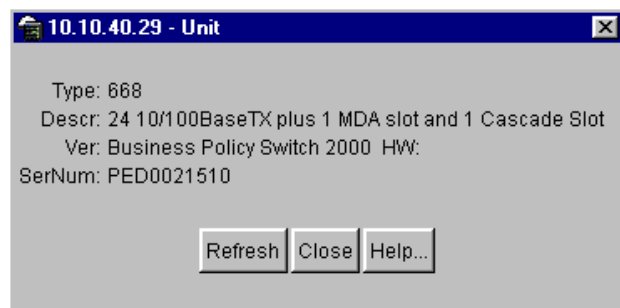 10.10.40.29 - Unit
Type: 668
Descr: 24 10/100BaseTX plus 1 MDA slot and 1 Cascade Slot
Ver: Business Policy Switch 2000 HW:
SerNum: PED0021510
Refresh Close Help...